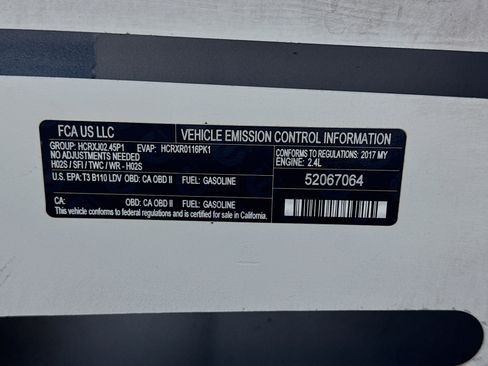 FCA US LLC
VEHICLE EMISSION CONTROL INFORMATION
GROUP: HCRXJ02.45P1 EVAP: HCRXR0116PK1
NO ADJUSTMENTS NEEDED
H02S / SFI / TWC / WR - H02S
CONFORMS TO REGULATIONS: 2017 MY
ENGINE: 2.4L
U.S. EPA: T3 B110 LDV OBD: CA OBD II FUEL: GASOLINE
52067064
CA: OBD: CA OBD II FUEL: GASOLINE
This vehicle conforms to federal regulations and is certified for sale in California.